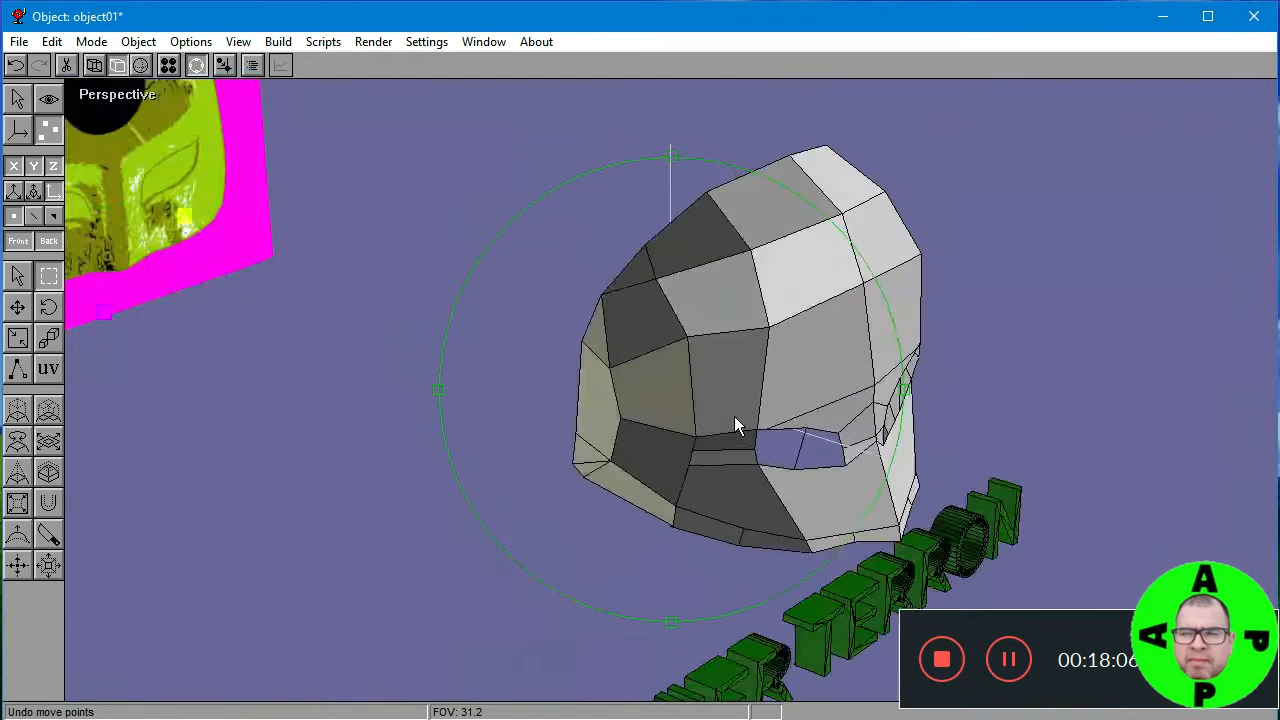 Object: object01*
File Edit Mode Object Options View Build Scripts Render Settings Window About
Perspective
X Y Z
Front Back
uv
A
A P
P
00:18:06
Undo move points
FOV: 31.2